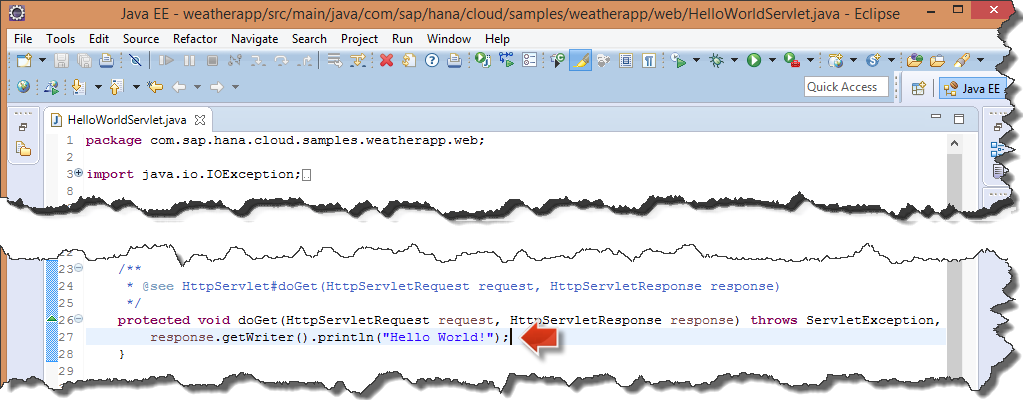 Java EE - weatherapp/src/main/java/com/sap/hana/cloud/samples/weatherapp/web/HelloWorldServlet.java - Eclipse
File Tools Edit Source Refactor Navigate Search Project Run Window Help
Quick Access Java EE
HelloWorldServlet.java
1 package com.sap.hana.cloud.samples.weatherapp.web;
2
3 import java.io.IOException;
8
22
23 /**
24 * @see HttpServlet#doGet(HttpServletRequest request, HttpServletResponse response)
25 */
26 protected void doGet(HttpServletRequest request, HttpServletResponse response) throws ServletException,
27 response.getWriter().println("Hello World!");
28 }
29